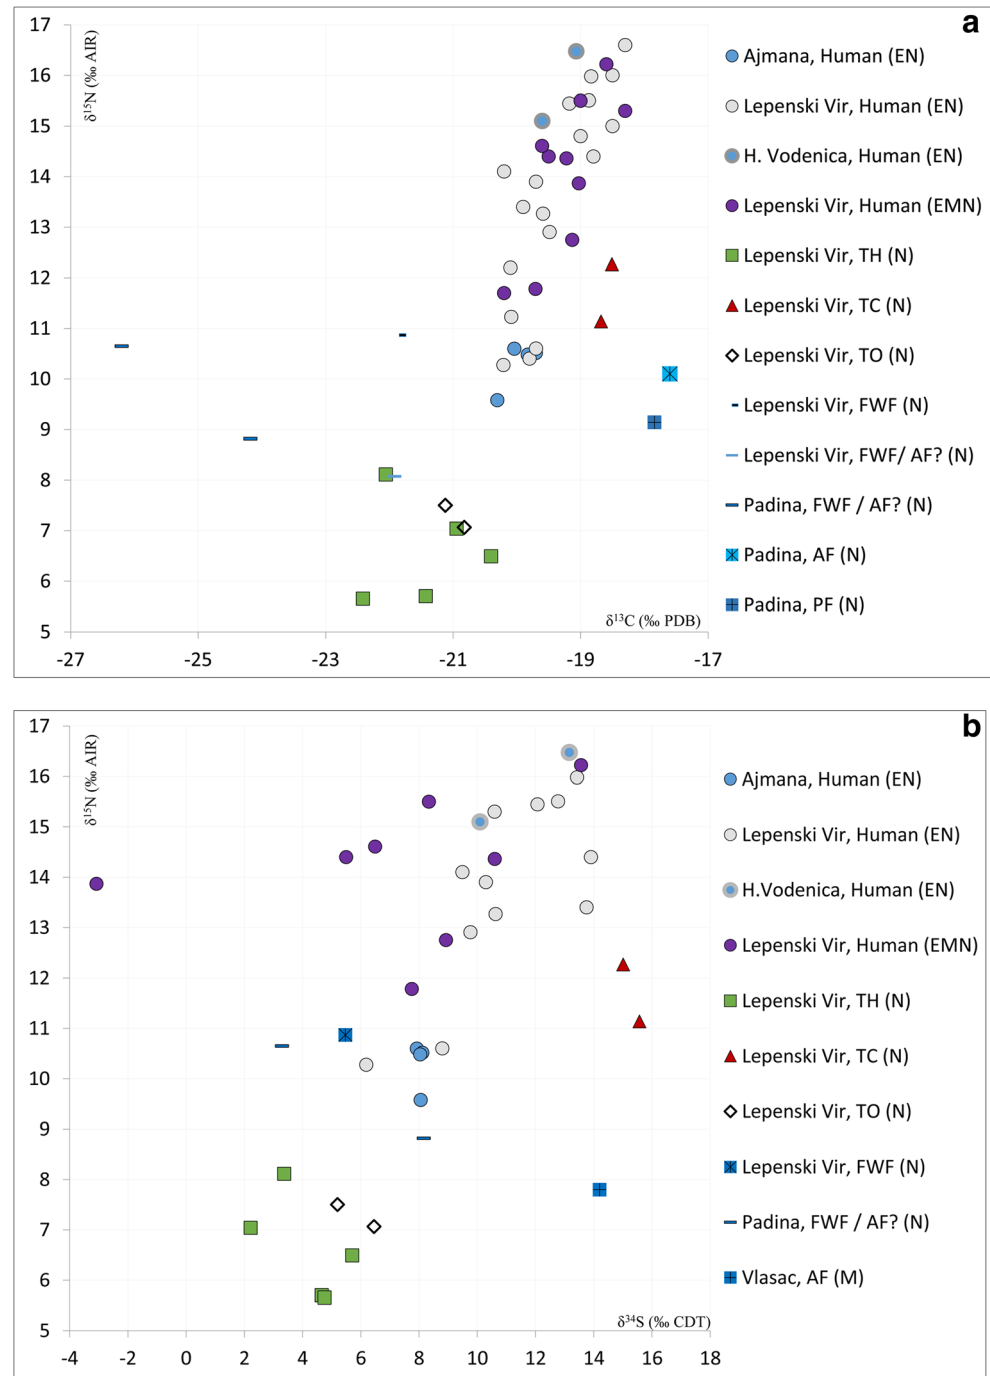 a
17
δ¹⁵N (‰ AIR)
16
15
14
13
12
11
10
9
8
7
6
5
δ¹³C (‰ PDB)
-27 -25 -23 -21 -19 -17
Ajmana, Human (EN)
Lepenski Vir, Human (EN)
H. Vodenica, Human (EN)
Lepenski Vir, Human (EMN)
Lepenski Vir, TH (N)
Lepenski Vir, TC (N)
Lepenski Vir, TO (N)
Lepenski Vir, FWF (N)
Lepenski Vir, FWF/ AF? (N)
Padina, FWF / AF? (N)
Padina, AF (N)
Padina, PF (N)
b
17
δ¹⁵N (‰ AIR)
16
15
14
13
12
11
10
9
8
7
6
5
δ³⁴S (‰ CDT)
-4 -2 0 2 4 6 8 10 12 14 16 18
Ajmana, Human (EN)
Lepenski Vir, Human (EN)
H.Vodenica, Human (EN)
Lepenski Vir, Human (EMN)
Lepenski Vir, TH (N)
Lepenski Vir, TC (N)
Lepenski Vir, TO (N)
Lepenski Vir, FWF (N)
Padina, FWF / AF? (N)
Vlasac, AF (M)